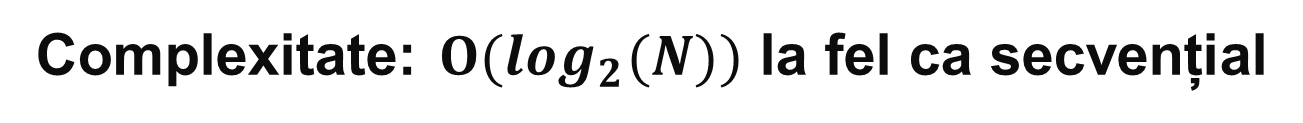 Complexitate: O(log₂(N)) la fel ca secvențial